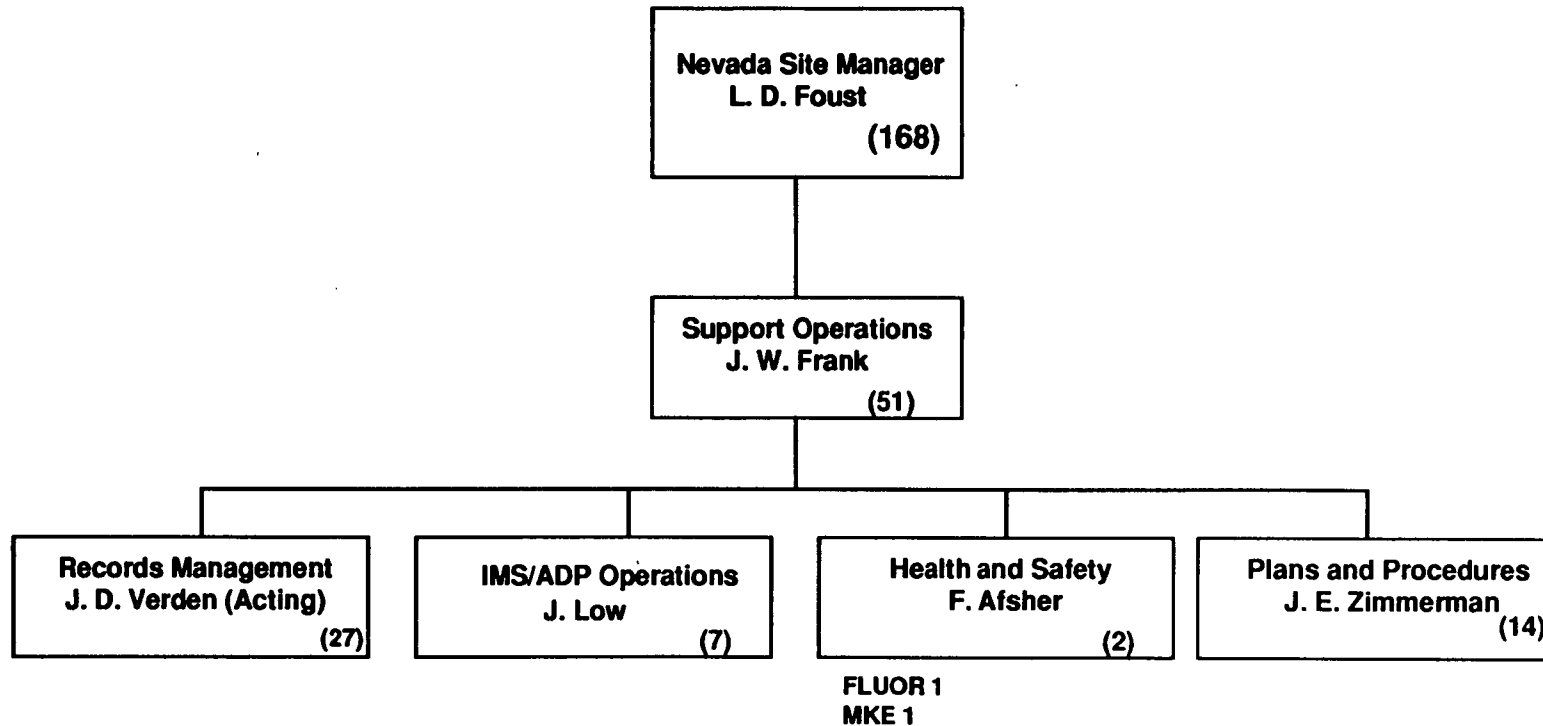 Nevada Site Manager
L. D. Foust
(168)
Support Operations
J. W. Frank
(51)
Records Management
J. D. Verden (Acting)
(27)
IMS/ADP Operations
J. Low
(7)
Health and Safety
F. Afsher
(2)
FLUOR 1
MKE 1
Plans and Procedures
J. E. Zimmerman
(14)